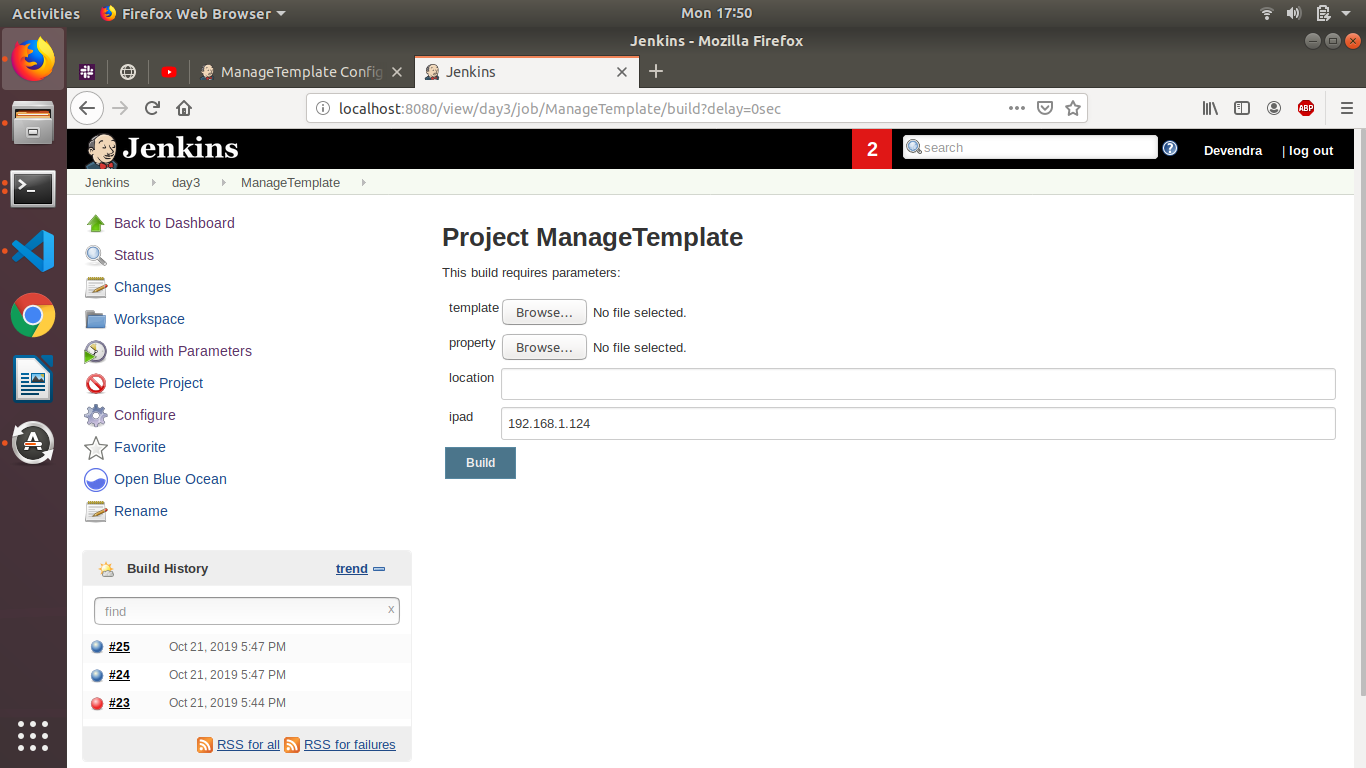 Activities Firefox Web Browser Mon 17:50
Jenkins - Mozilla Firefox
ManageTemplate Config Jenkins
localhost:8080/view/day3/job/ManageTemplate/build?delay=0sec
ABP
Jenkins 2 search Devendra | log out
Jenkins day3 ManageTemplate
Back to Dashboard
Status
Changes
Workspace
Build with Parameters
Delete Project
Configure
Favorite
Open Blue Ocean
Rename
Project ManageTemplate
This build requires parameters:
template Browse... No file selected.
property Browse... No file selected.
location
ipad 192.168.1.124
Build
Build History trend
find x
#25 Oct 21, 2019 5:47 PM
#24 Oct 21, 2019 5:47 PM
#23 Oct 21, 2019 5:44 PM
RSS for all RSS for failures